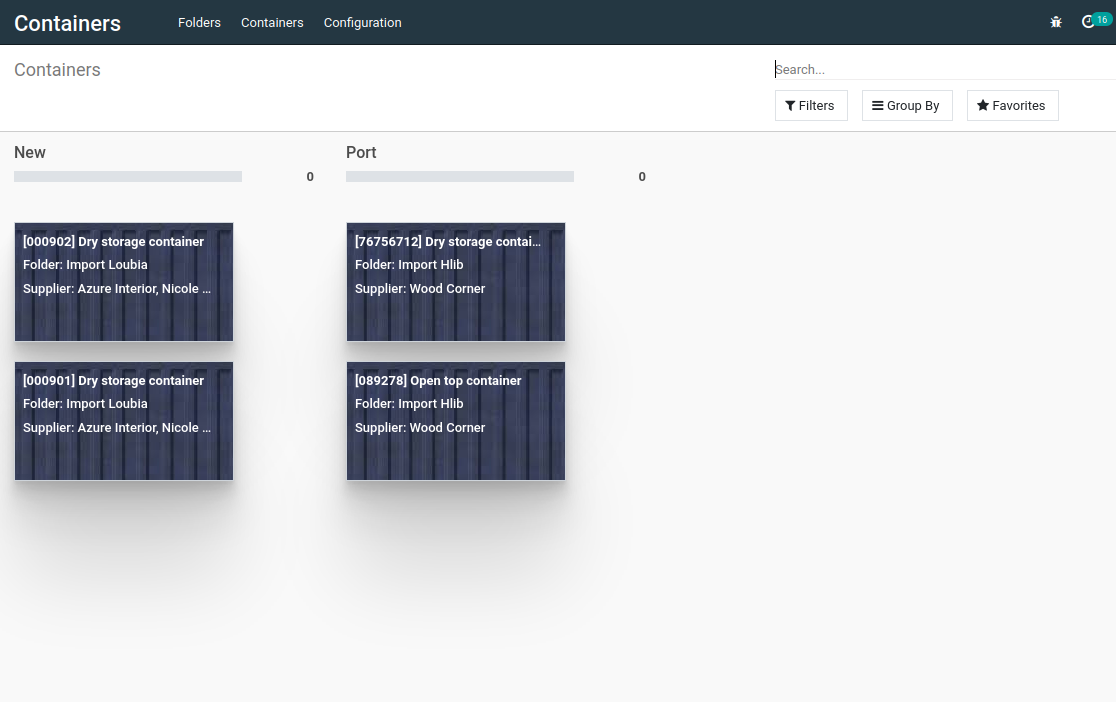 Containers Folders Containers Configuration 16
Containers
Search...
Filters Group By Favorites
New
0
[000902] Dry storage container
Folder: Import Loubia
Supplier: Azure Interior, Nicole ...
[000901] Dry storage container
Folder: Import Loubia
Supplier: Azure Interior, Nicole ...
Port
0
[76756712] Dry storage contai...
Folder: Import Hlib
Supplier: Wood Corner
[089278] Open top container
Folder: Import Hlib
Supplier: Wood Corner